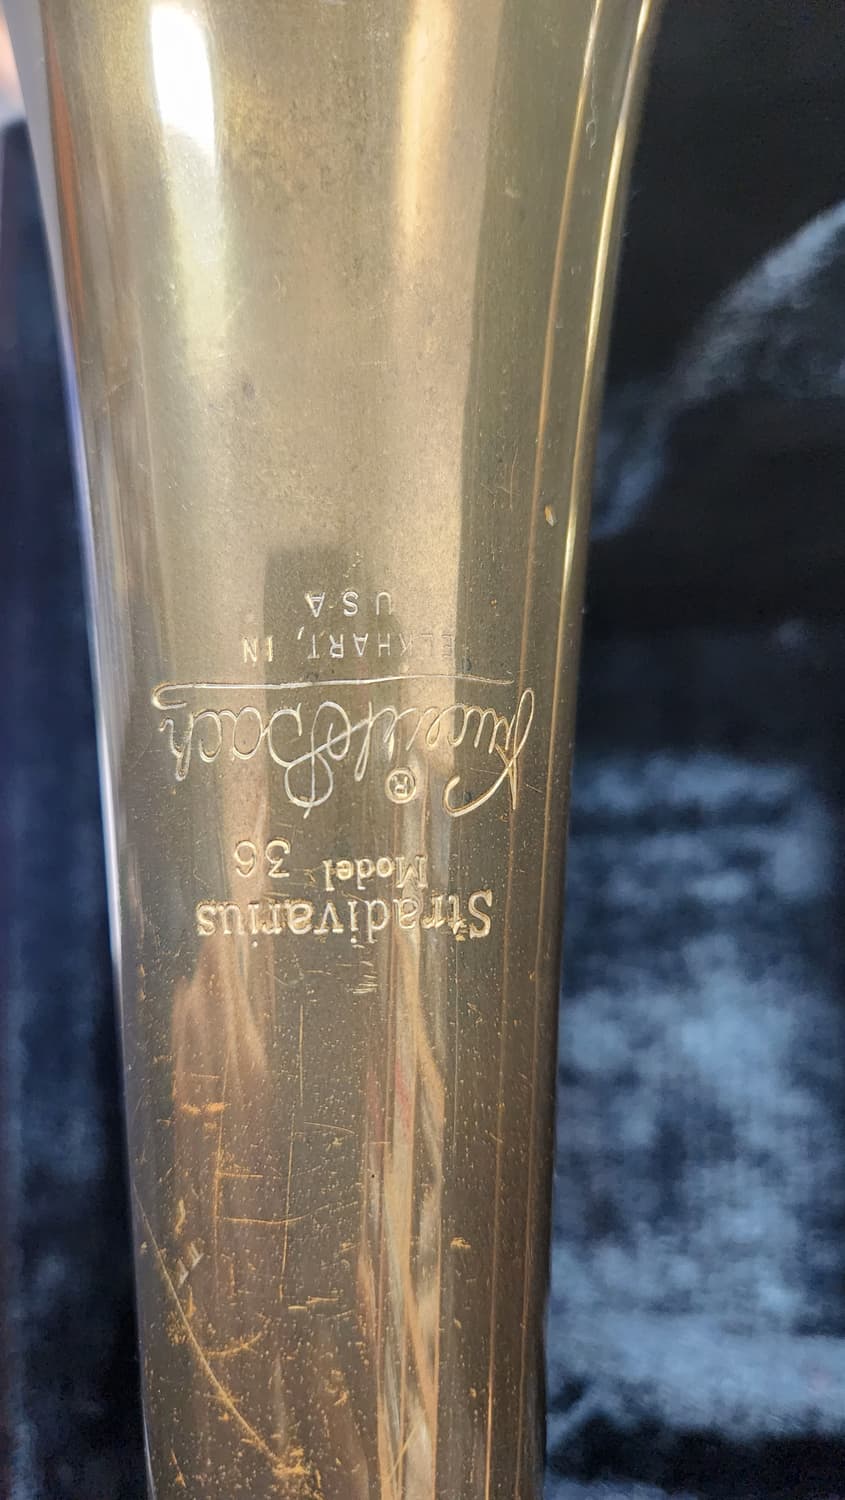 Stradivarius
Model 36
Vincent Bach
®
ELKHART, IN
USA